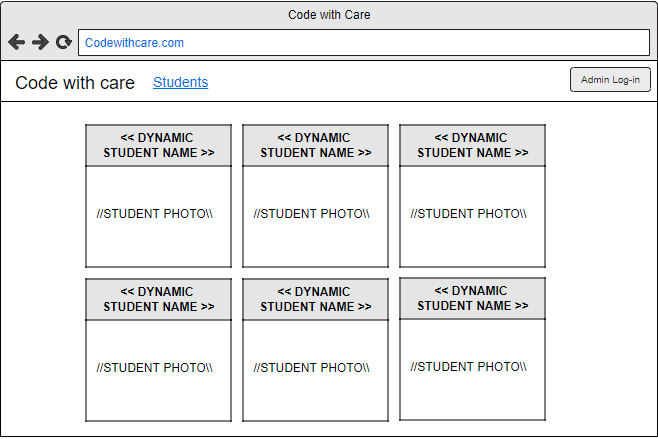 Code with Care
Codewithcare.com
Code with care
Students
Admin Log-in
<< DYNAMIC
STUDENT NAME >>
//STUDENT PHOTO\\
<< DYNAMIC
STUDENT NAME >>
//STUDENT PHOTO\\
<< DYNAMIC
STUDENT NAME >>
//STUDENT PHOTO\\
<< DYNAMIC
STUDENT NAME >>
//STUDENT PHOTO\\
<< DYNAMIC
STUDENT NAME >>
//STUDENT PHOTO\\
<< DYNAMIC
STUDENT NAME >>
//STUDENT PHOTO\\